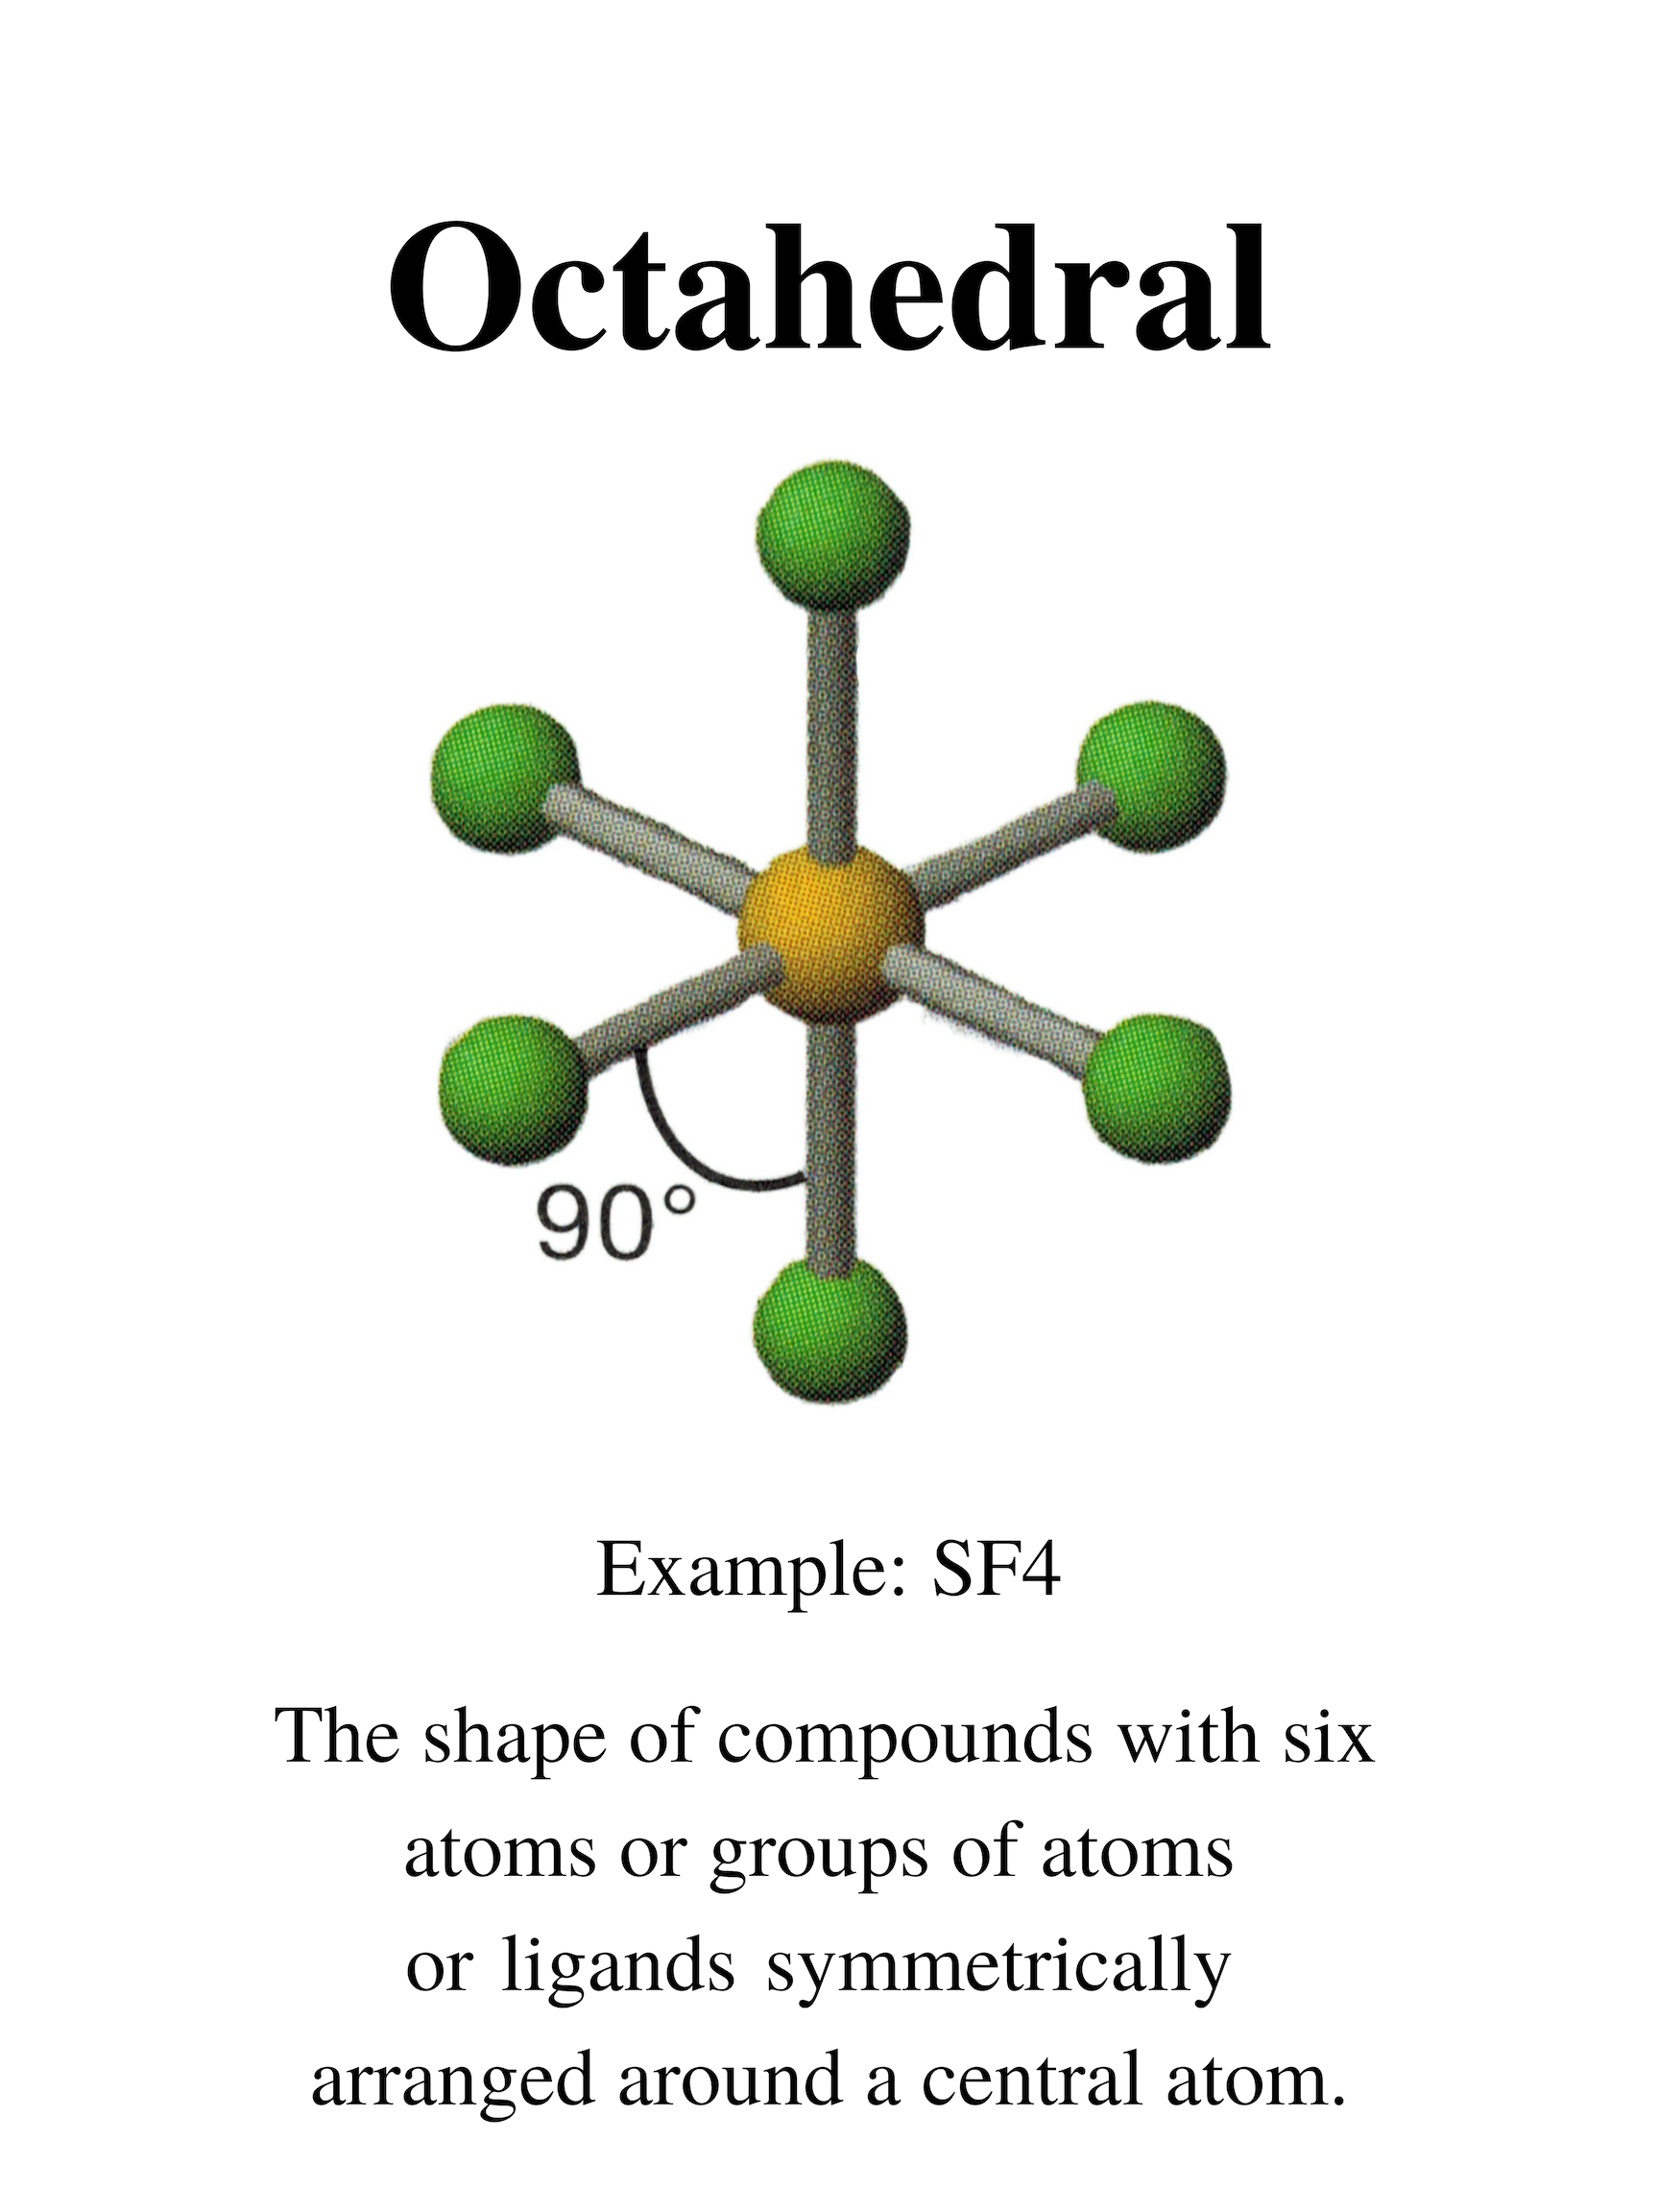 Octahedral
90°
Example: SF4
The shape of compounds with six
atoms or groups of atoms
or ligands symmetrically
arranged around a central atom.